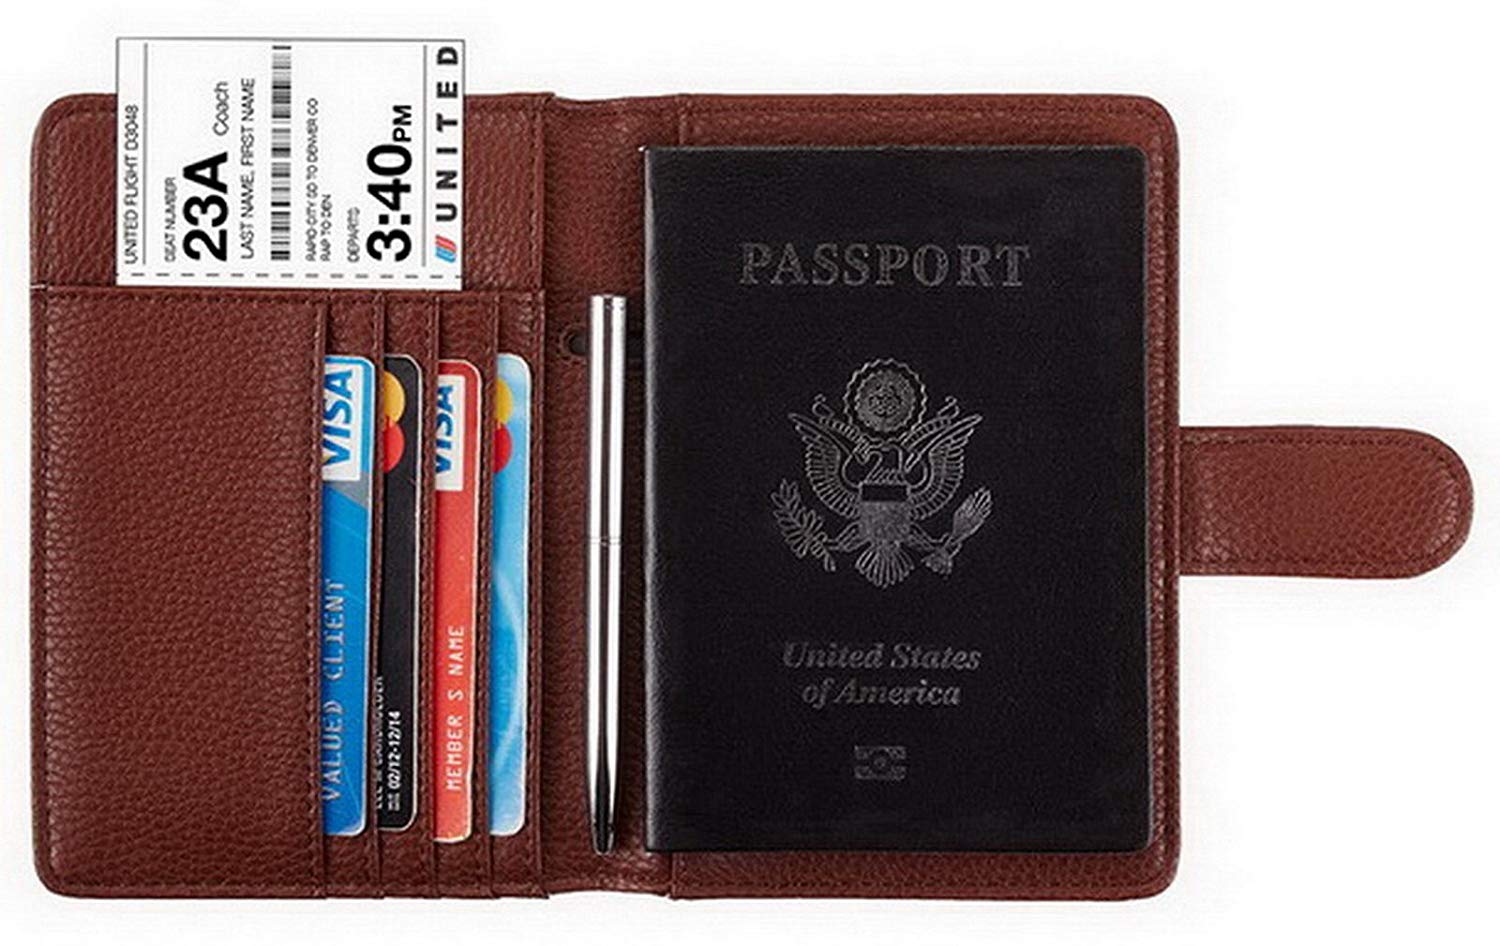 UNITED FLIGHT D3048
SEAT NUMBER
23A Coach
LAST NAME, FIRST NAME
RAPID CITY SD TO DENVER CO
RAP TO DEN
DEPARTS
3:40PM
UNITED
VISA
VALUED CLIENT
02/12-12/14
VISA
MEMBER S NAME
PASSPORT
United States
of America